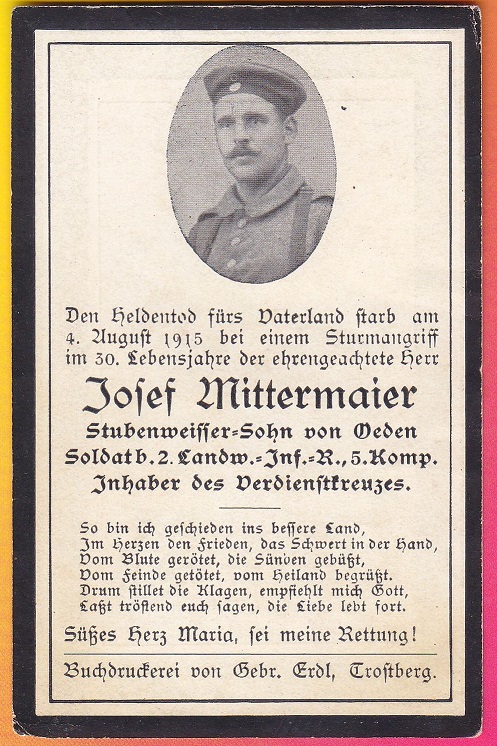 Den Heldentod fürs Vaterland starb am
4. August 1915 bei einem Sturmangriff
im 30. Lebensjahre der ehrengeachtete Herr
Josef Mittermaier
Stubenweisser=Sohn von Oeden
Soldat b. 2. Landw.=Inf.=R., 5. Komp.
Inhaber des Verdienstkreuzes.
So bin ich geschieden ins bessere Land,
Im Herzen den Frieden, das Schwert in der Hand,
Vom Blute gerötet, die Sünden gebüßt,
Vom Feinde getötet, vom Heiland begrüßt.
Drum stillet die Klagen, empfiehlt mich Gott,
Laßt tröstend euch sagen, die Liebe lebt fort.
Süßes Herz Maria, sei meine Rettung!
Buchdruckerei von Gebr. Erdl, Trostberg.